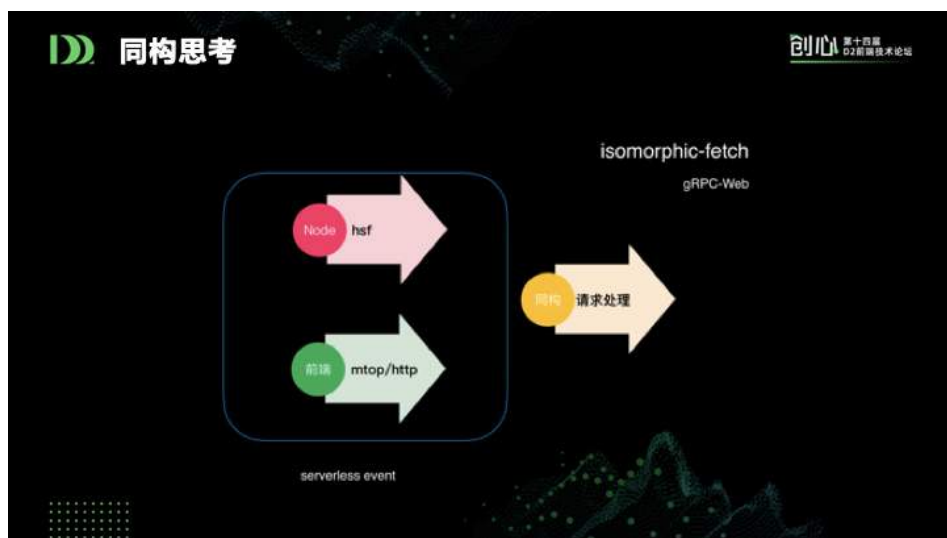 同构思考
创心 第十四届
D2前端技术论坛
isomorphic-fetch
gRPC-Web
Node hsf
同构 请求处理
前端 mtop/http
serverless event